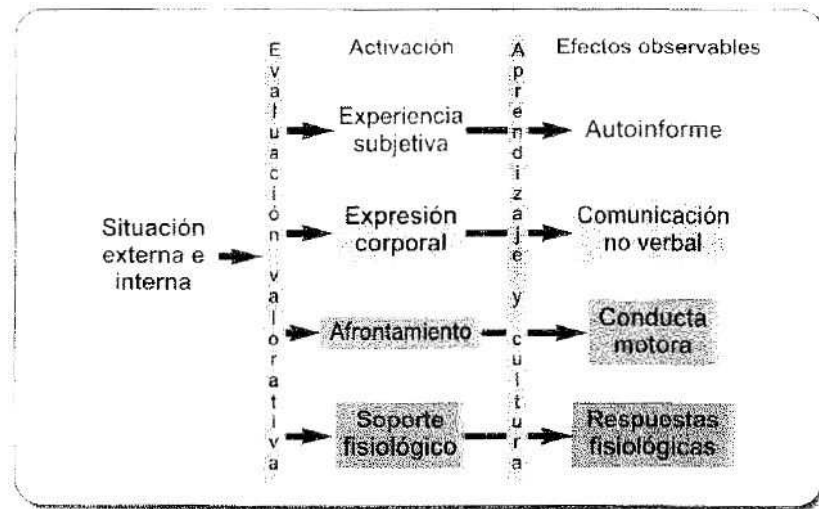 Evaluación valorativa
Activación
Aprendizaje y cultura
Efectos observables
Experiencia
subjetiva
Autoinforme
Situación
externa e
interna
Expresión
corporal
Comunicación
no verbal
Afrontamiento
Conducta
motora
Soporte
fisiológico
Respuestas
fisiológicas